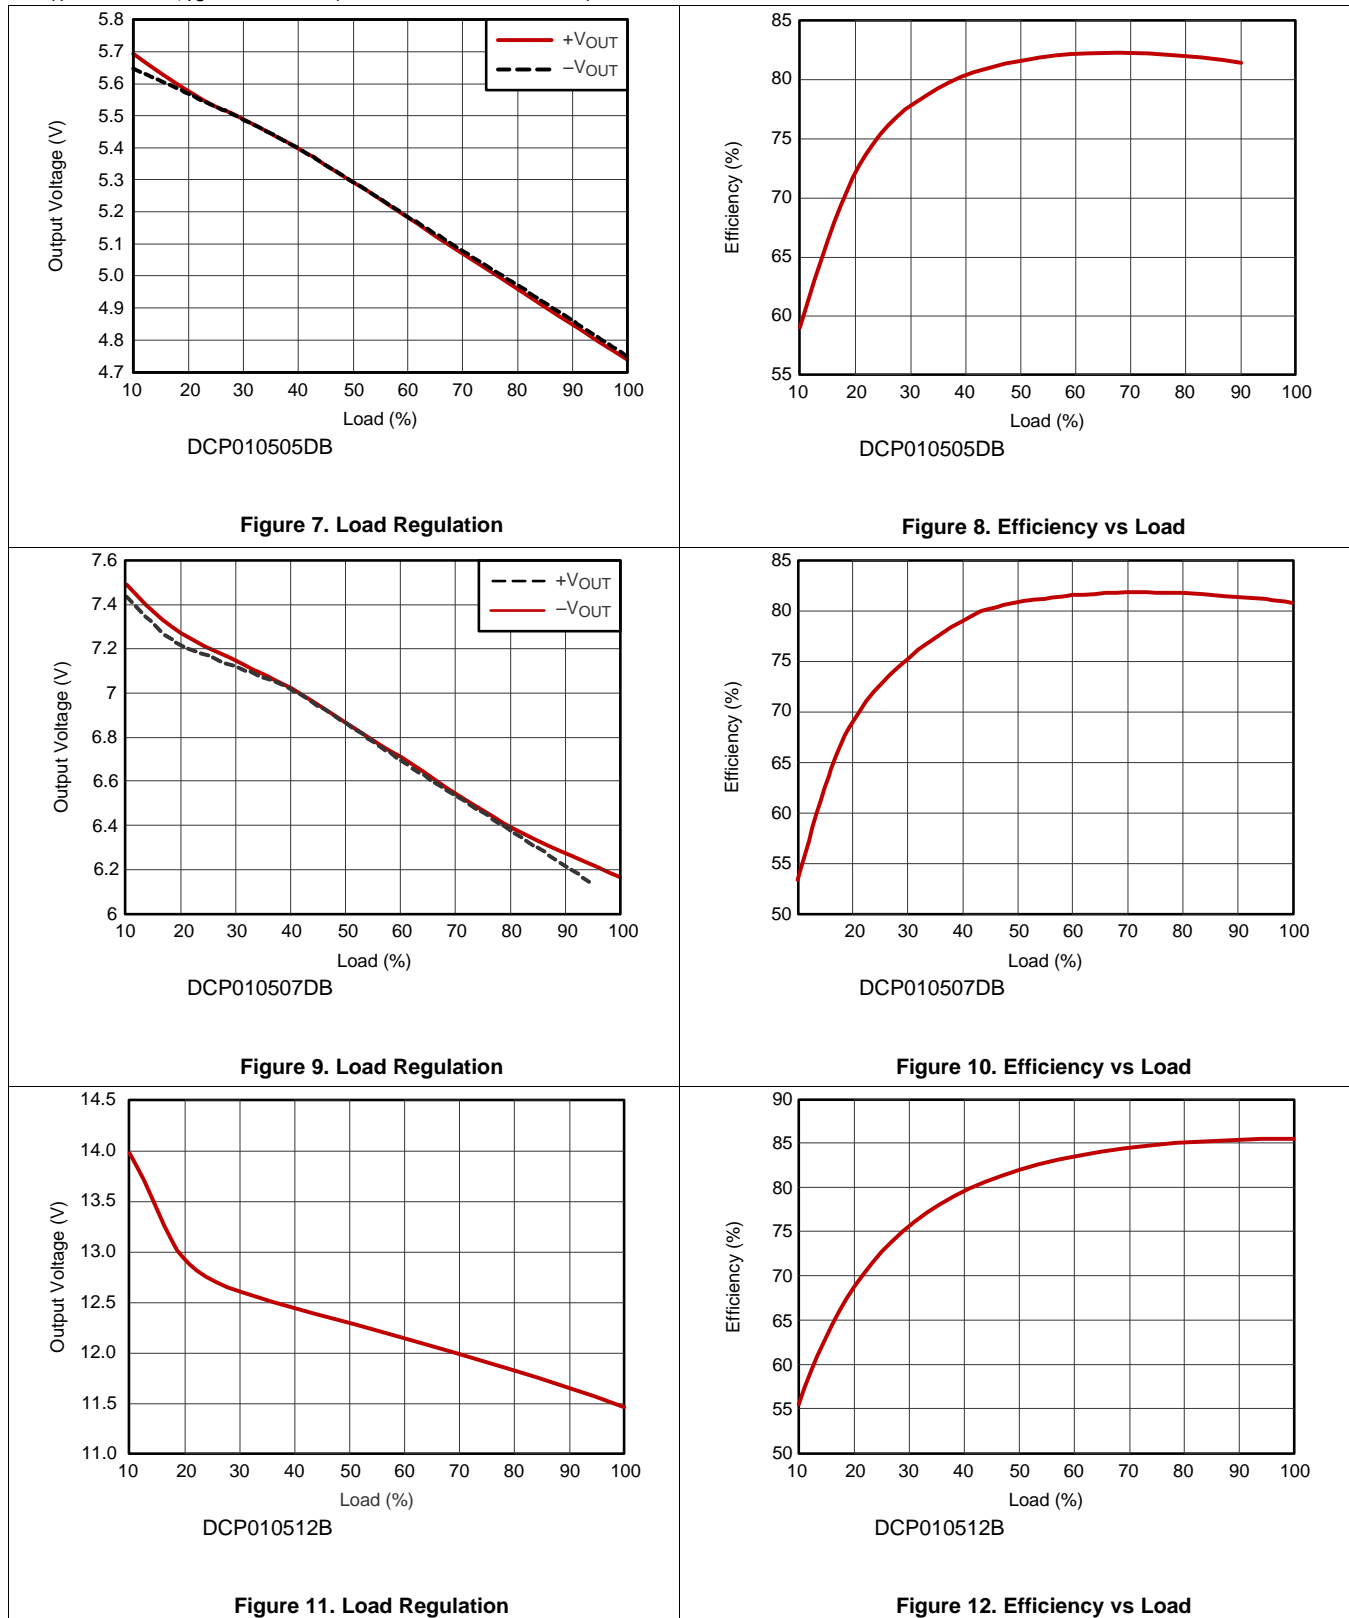 5.8
5.7
5.6
5.5
5.4
5.3
5.2
5.1
5.0
4.9
4.8
4.7
Output Voltage (V)
+VOUT
–VOUT
10 20 30 40 50 60 70 80 90 100
Load (%)
DCP010505DB
Figure 7. Load Regulation
85
80
75
70
65
60
55
Efficiency (%)
10 20 30 40 50 60 70 80 90 100
Load (%)
DCP010505DB
Figure 8. Efficiency vs Load
7.6
7.4
7.2
7
6.8
6.6
6.4
6.2
6
Output Voltage (V)
+VOUT
–VOUT
10 20 30 40 50 60 70 80 90 100
Load (%)
DCP010507DB
Figure 9. Load Regulation
85
80
75
70
65
60
55
50
Efficiency (%)
20 30 40 50 60 70 80 90 100
Load (%)
DCP010507DB
Figure 10. Efficiency vs Load
14.5
14.0
13.5
13.0
12.5
12.0
11.5
11.0
Output Voltage (V)
10 20 30 40 50 60 70 80 90 100
Load (%)
DCP010512B
Figure 11. Load Regulation
90
85
80
75
70
65
60
55
50
Efficiency (%)
10 20 30 40 50 60 70 80 90 100
Load (%)
DCP010512B
Figure 12. Efficiency vs Load